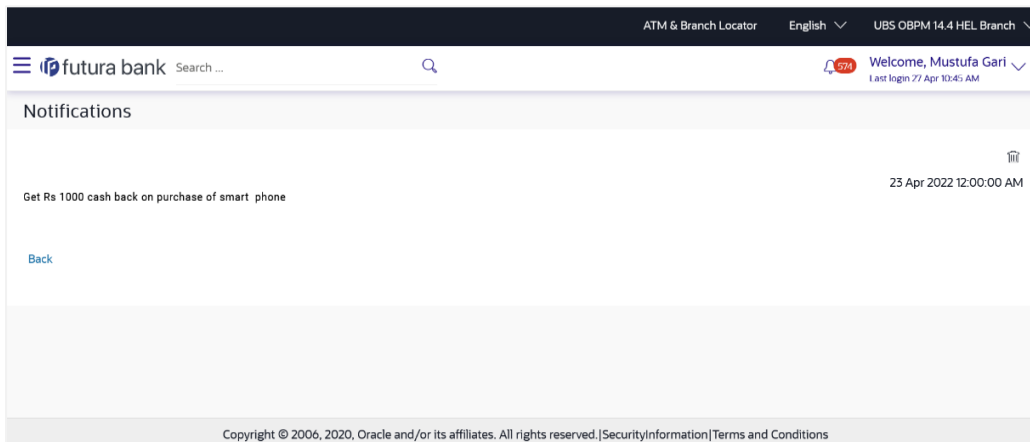 ATM & Branch Locator English UBS OBPM 14.4 HEL Branch
futura bank Search ... 574 Welcome, Mustufa Gari
Last login 27 Apr 10:45 AM
Notifications
23 Apr 2022 12:00:00 AM
Get Rs 1000 cash back on purchase of smart phone
Back
Copyright © 2006, 2020, Oracle and/or its affiliates. All rights reserved.|SecurityInformation|Terms and Conditions